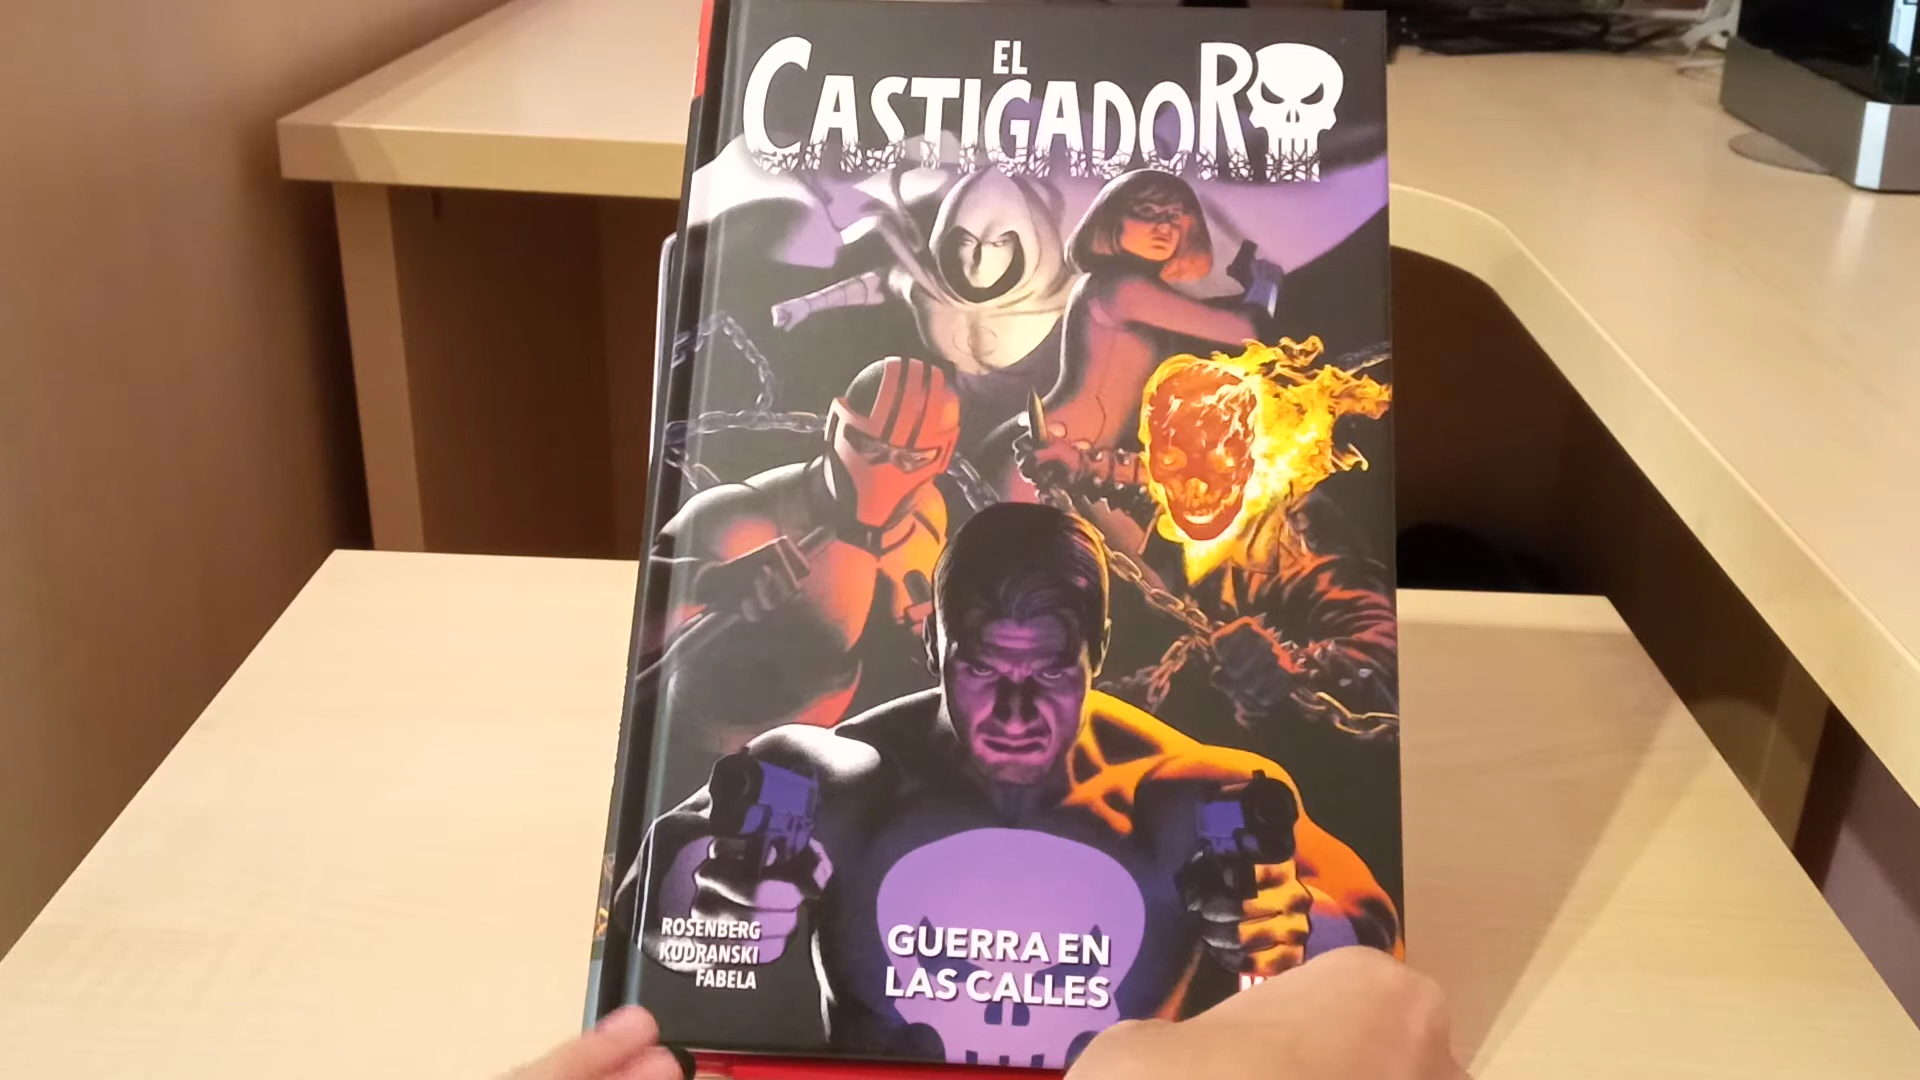 EL
CASTIGADOR
ROSENBERG
KUDRANSKI
FABELA
GUERRA EN
LAS CALLES